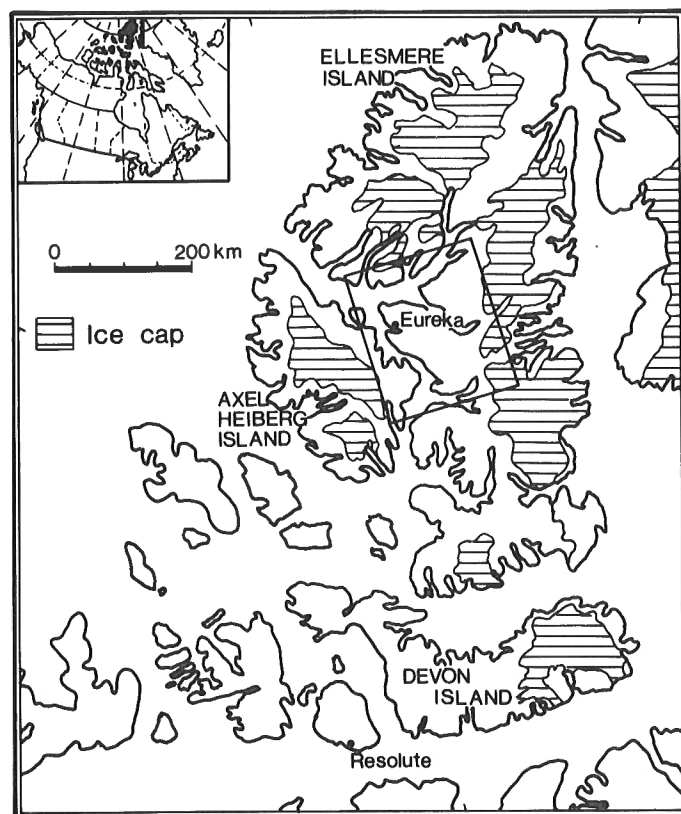 ELLESMERE
ISLAND
0 200 km
Eureka
Ice cap
AXEL
HEIBERG
ISLAND
DEVON
ISLAND
Resolute